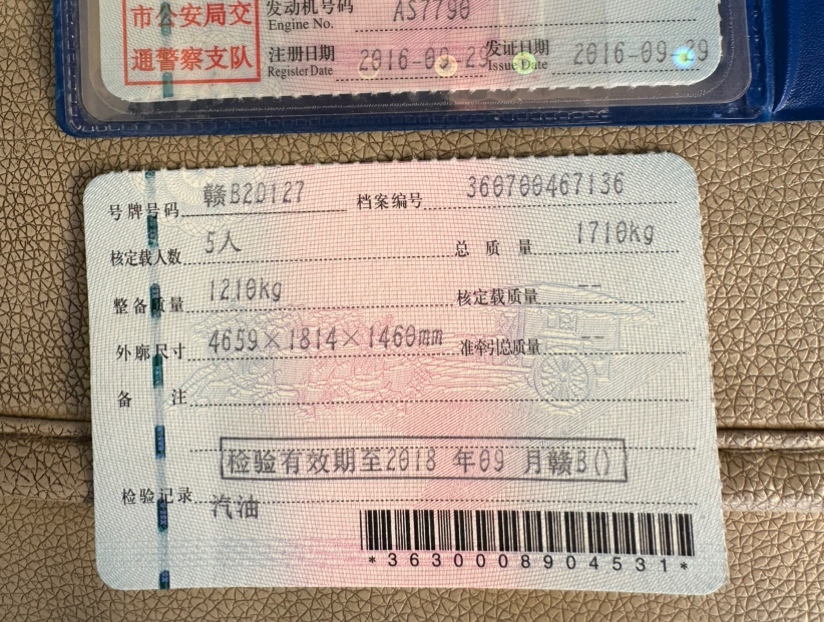 市公安局交
通警察支队
发动机号码 AS7790
Engine No.
注册日期 2016-09-29 发证日期 2016-09-29
Register Date Issue Date
号牌号码 赣B2D127 档案编号 360700467136
核定载人数 5人 总质量 1710kg
整备质量 1210kg 核定载质量 --
外廓尺寸 4659×1814×1460mm 准牵引总质量 --
备注
检验有效期至2018 年09 月赣B()
检验记录 汽油
*3630008904531*